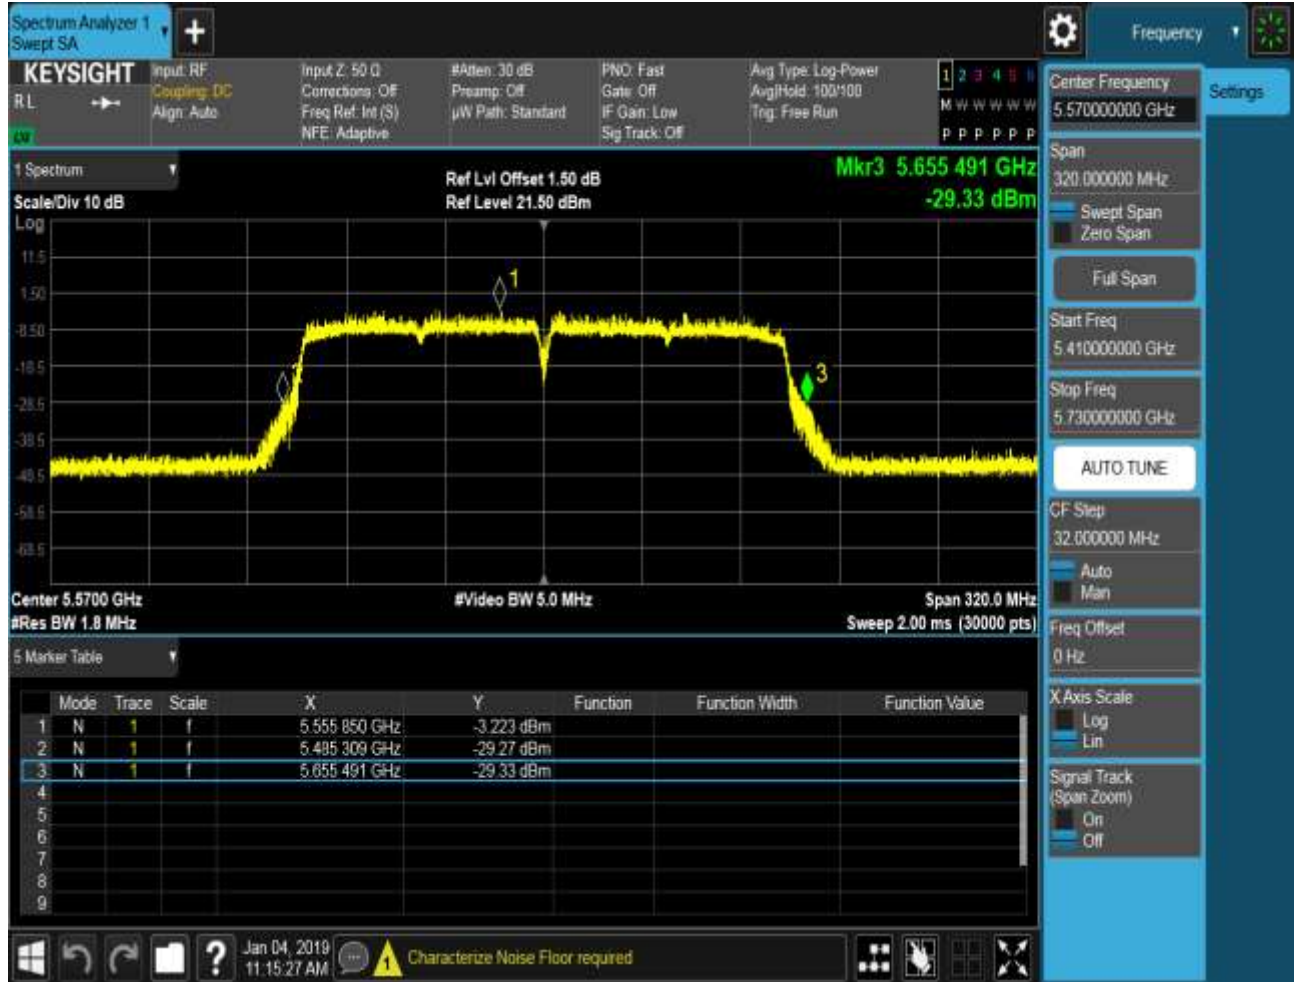 Spectrum Analyzer 1
Swept SA
Frequency
KEYSIGHT
RL
Input: RF
Coupling: DC
Align: Auto
Input Z: 50 Ω
Corrections: Off
Freq Ref: Int (S)
NFE: Adaptive
#Atten: 30 dB
Preamp: Off
µW Path: Standard
PNO: Fast
Gate: Off
IF Gain: Low
Sig Track: Off
Avg Type: Log-Power
Avg|Hold: 100/100
Trig: Free Run
1 2 3 4 5 6
M W W W W W
P P P P P P
1 Spectrum
Scale/Div 10 dB
Ref Lvl Offset 1.50 dB
Ref Level 21.50 dBm
Mkr3 5.655 491 GHz
-29.33 dBm
Log
11.5
1.50
-8.50
-18.5
-28.5
-38.5
-48.5
-58.5
-68.5
1
3
Center 5.5700 GHz
#Res BW 1.8 MHz
#Video BW 5.0 MHz
Span 320.0 MHz
Sweep 2.00 ms (30000 pts)
5 Marker Table
Mode Trace Scale X Y Function Function Width Function Value
1 N 1 f 5.555 850 GHz -3.223 dBm
2 N 1 f 5.485 309 GHz -29.27 dBm
3 N 1 f 5.655 491 GHz -29.33 dBm
4
5
6
7
8
9
Jan 04, 2019
11:15:27 AM
1
Characterize Noise Floor required
Settings
Center Frequency
5.570000000 GHz
Span
320.000000 MHz
Swept Span
Zero Span
Full Span
Start Freq
5.410000000 GHz
Stop Freq
5.730000000 GHz
AUTO TUNE
CF Step
32.000000 MHz
Auto
Man
Freq Offset
0 Hz
X Axis Scale
Log
Lin
Signal Track
(Span Zoom)
On
Off